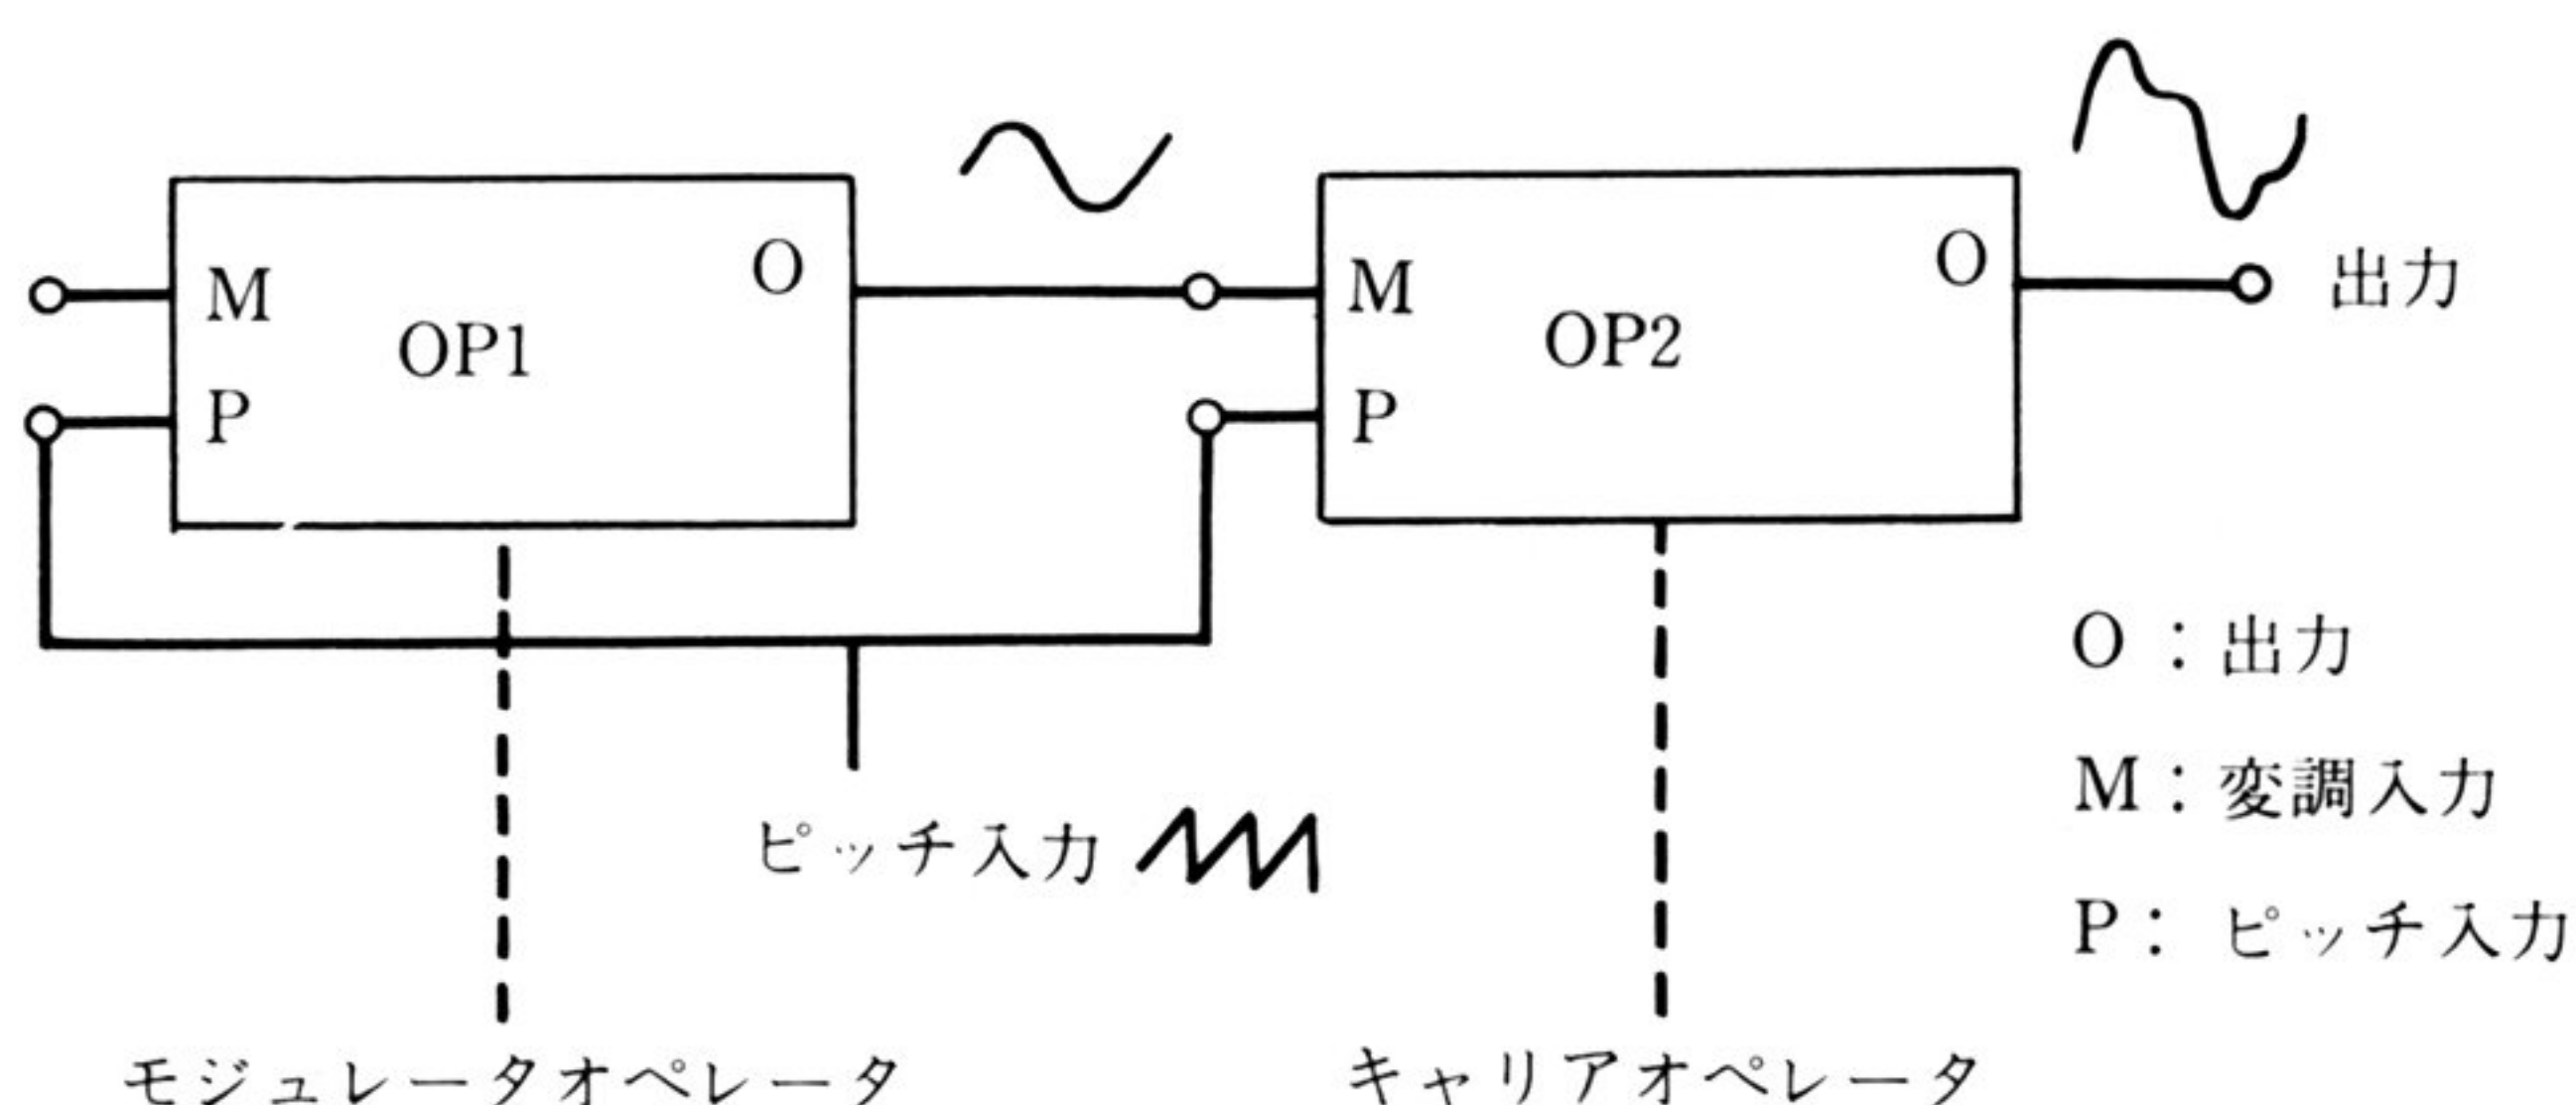 M
O
OP1
P
M
O
OP2
P
出力
O：出力
M：変調入力
P：ピッチ入力
ピッチ入力
モジュレータオペレータ
キャリアオペレータ